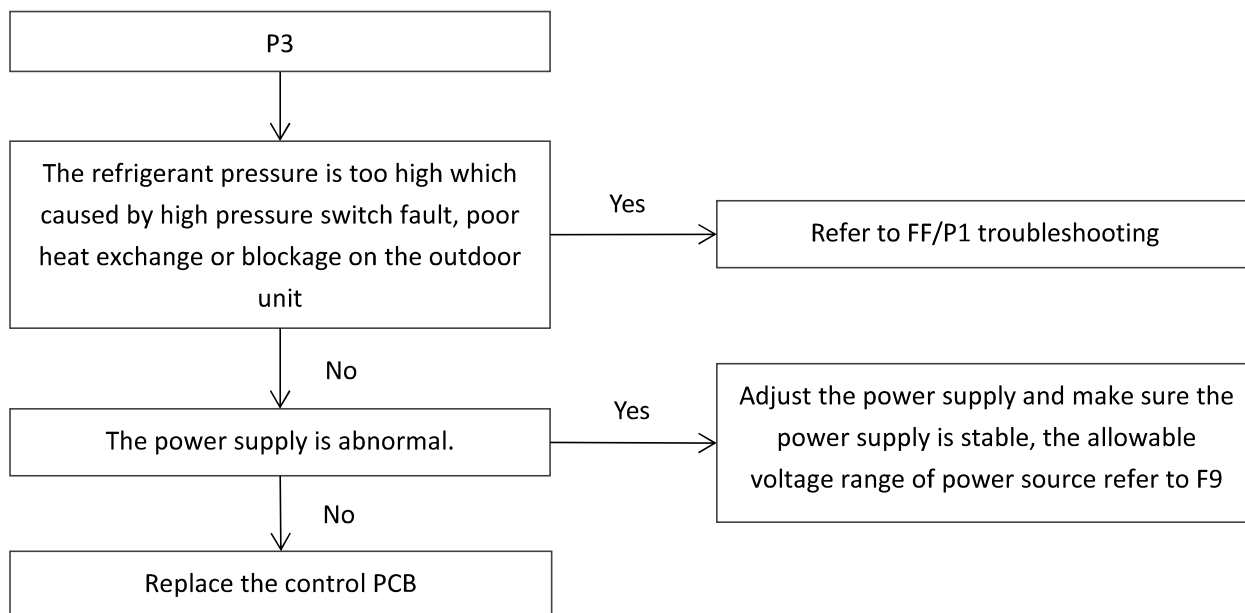 P3
The refrigerant pressure is too high which
caused by high pressure switch fault, poor
heat exchange or blockage on the outdoor
unit
Yes
Refer to FF/P1 troubleshooting
No
The power supply is abnormal.
Yes
Adjust the power supply and make sure the
power supply is stable, the allowable
voltage range of power source refer to F9
No
Replace the control PCB